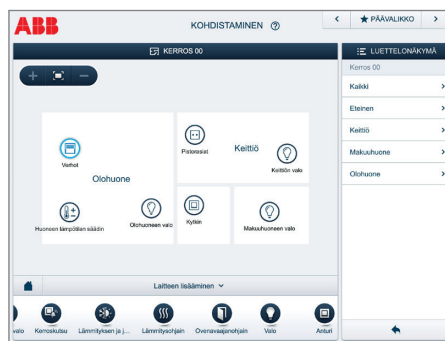 ABB
KOHDISTAMINEN
PÄÄVALIKKO
KERROS 00
LUETTELONÄKYMÄ
Kerros 00
Kaikki
Eteinen
Keittiö
Makuuhuone
Olohuone
Verhot
Olohuone
Huoneen lämpötilan säädin
Olohuoneen valo
Pistorasiat
Keittiö
Keittiön valo
Kytkin
Makuuhuoneen valo
Laitteen lisääminen
valo
Kerroskutsu
Lämmityksen ja j...
Lämmitysohjain
Ovenavaajanohjain
Valo
Anturi